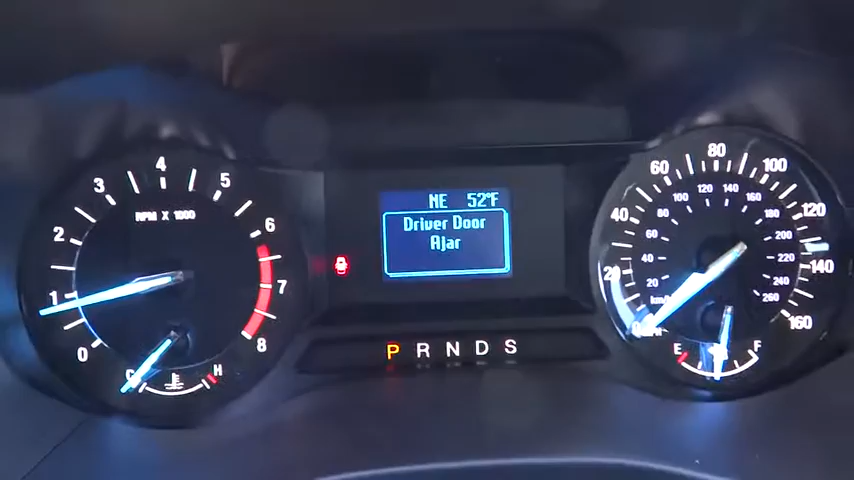 NE 52°F
Driver Door
Ajar
P R N D S
RPM X 1000
0 1 2 3 4 5 6 7 8
C H
20 40 60 80 100 120 140 160
20 40 60 80 100 120 140 160 180 200 220 240 260
km/h
E F